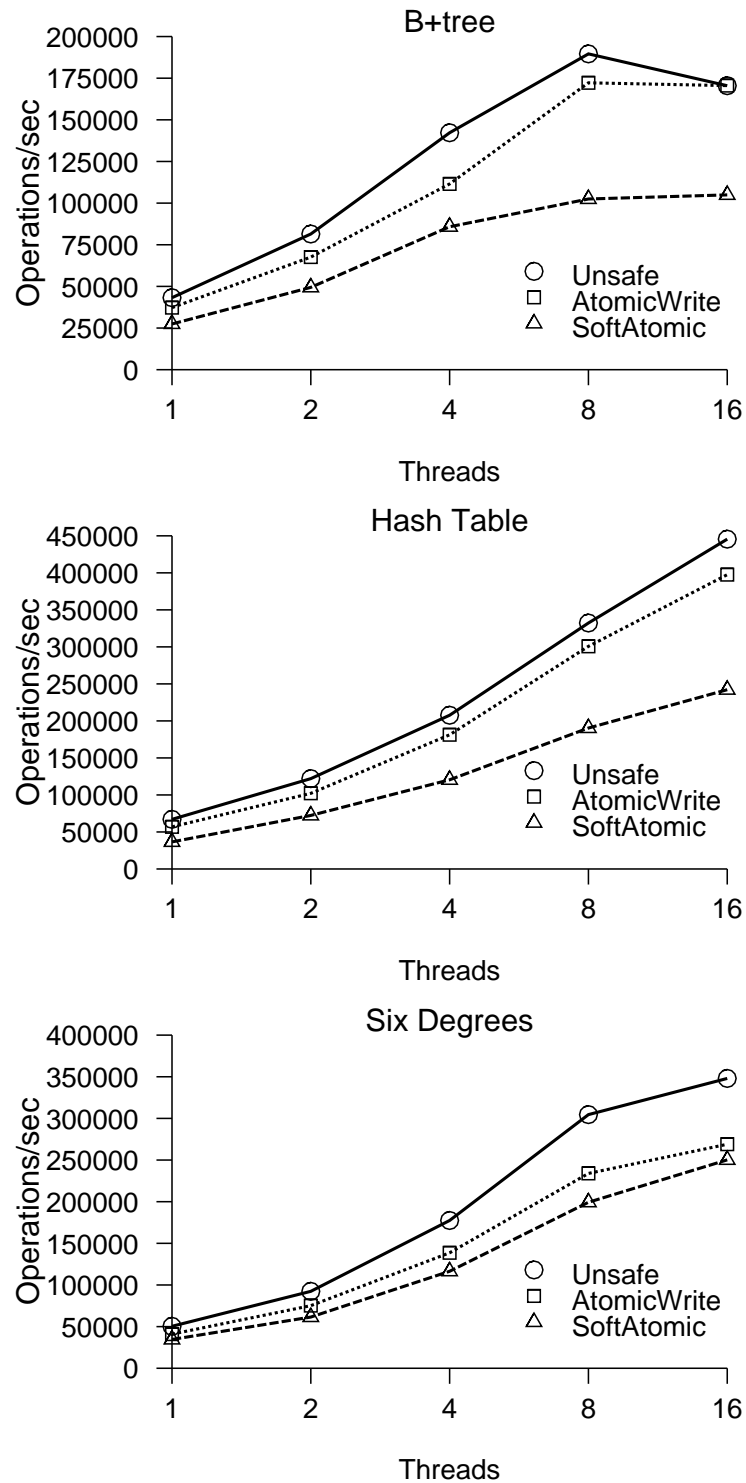 B+tree
Operations/sec
200000
175000
150000
125000
100000
75000
50000
25000
0
1 2 4 8 16
Threads
Unsafe
AtomicWrite
SoftAtomic
Hash Table
Operations/sec
450000
400000
350000
300000
250000
200000
150000
100000
50000
0
1 2 4 8 16
Threads
Unsafe
AtomicWrite
SoftAtomic
Six Degrees
Operations/sec
400000
350000
300000
250000
200000
150000
100000
50000
0
1 2 4 8 16
Threads
Unsafe
AtomicWrite
SoftAtomic